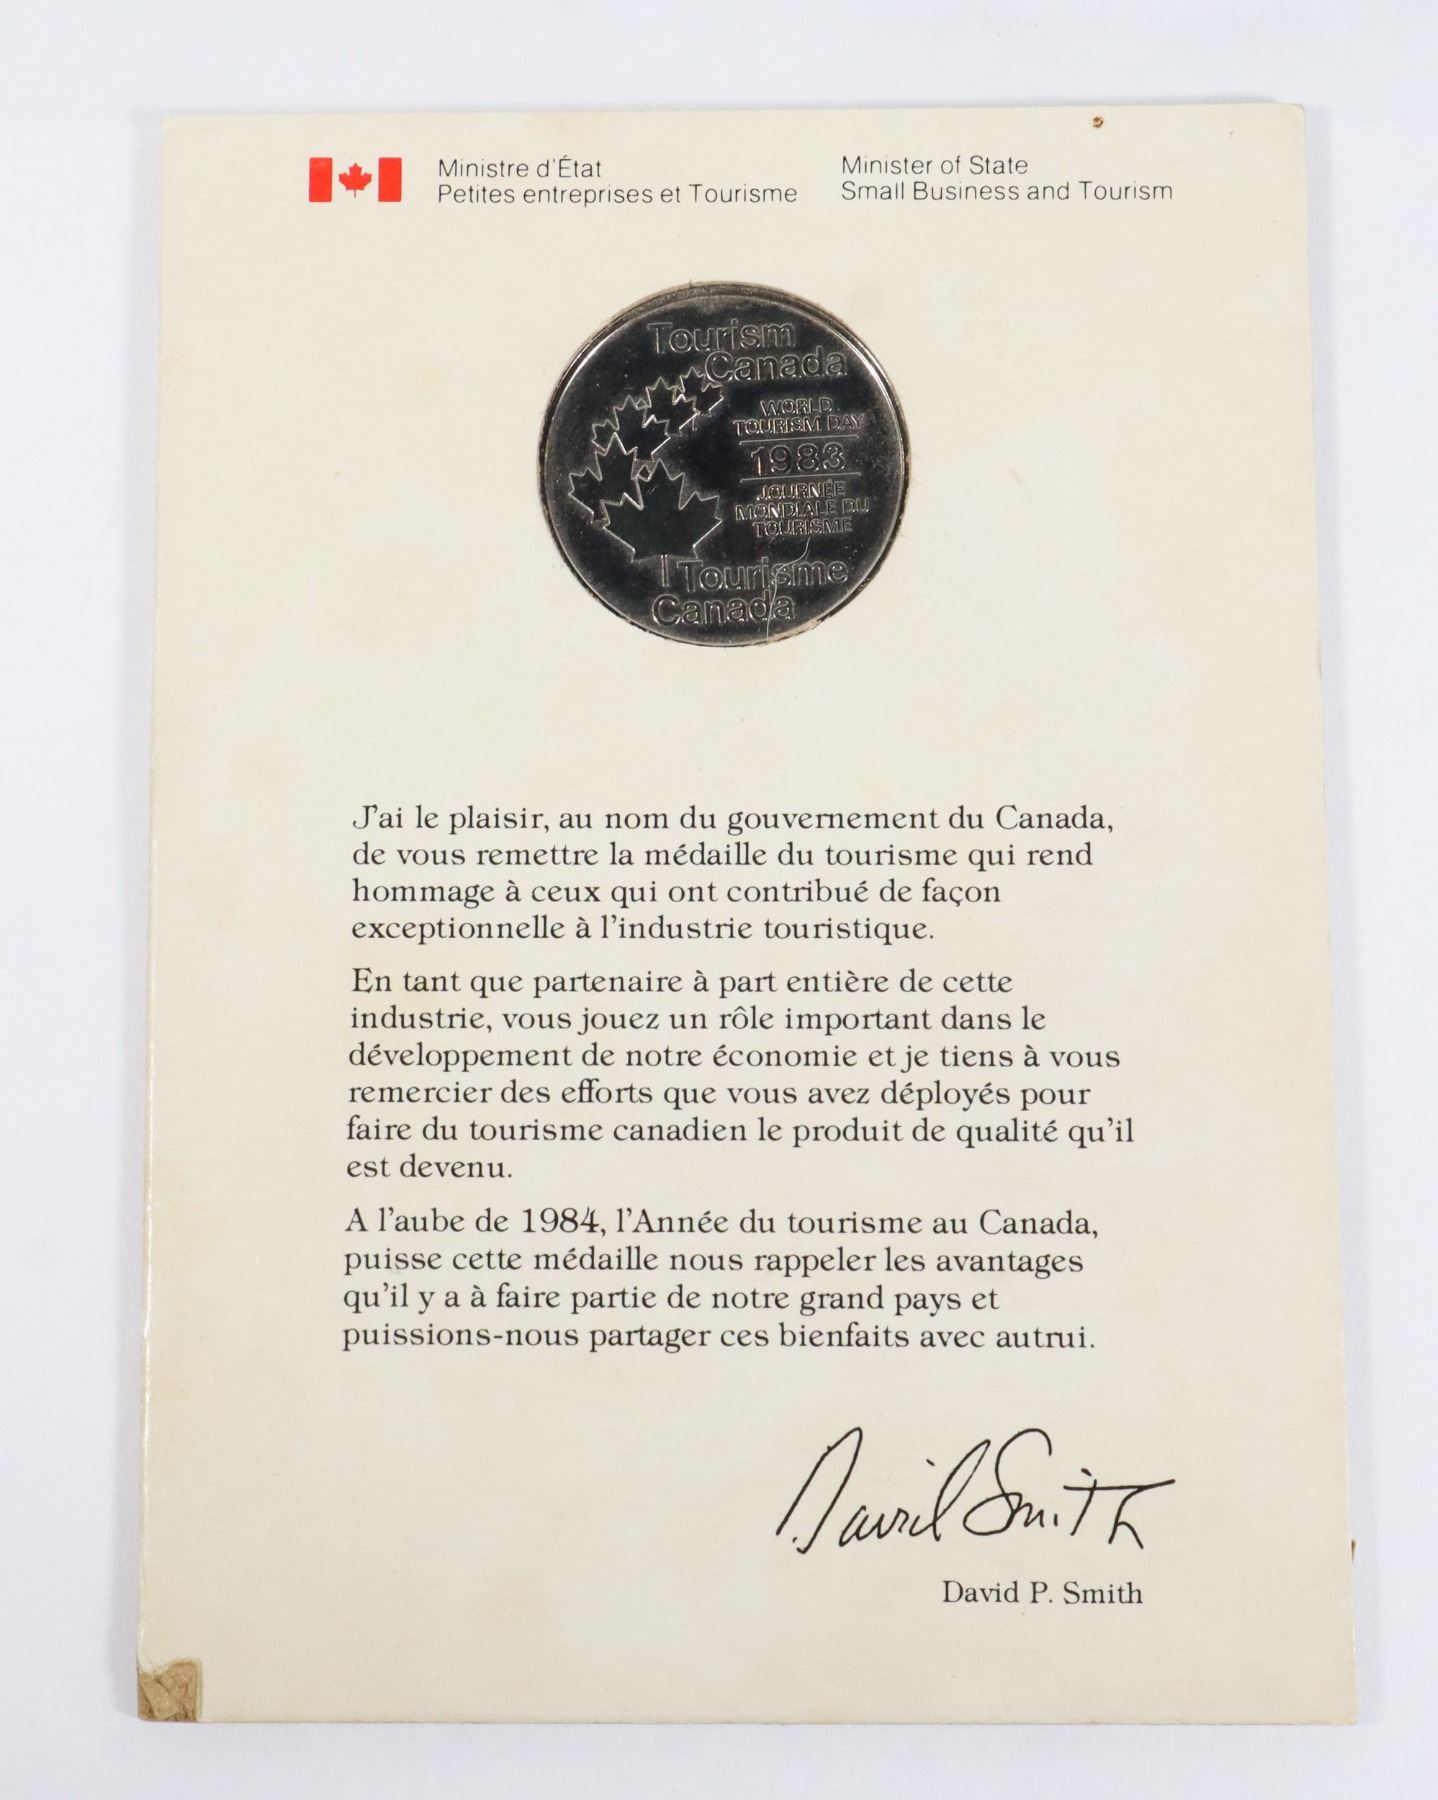 Ministre d'État
Petites entreprises et Tourisme
Minister of State
Small Business and Tourism
Tourism
Canada
WORLD
TOURISM DAY
1983
JOURNÉE
MONDIALE DU
TOURISME
Tourisme
Canada
J'ai le plaisir, au nom du gouvernement du Canada,
de vous remettre la médaille du tourisme qui rend
hommage à ceux qui ont contribué de façon
exceptionnelle à l'industrie touristique.
En tant que partenaire à part entière de cette
industrie, vous jouez un rôle important dans le
développement de notre économie et je tiens à vous
remercier des efforts que vous avez déployés pour
faire du tourisme canadien le produit de qualité qu'il
est devenu.
A l'aube de 1984, l'Année du tourisme au Canada,
puisse cette médaille nous rappeler les avantages
qu'il y a à faire partie de notre grand pays et
puissions-nous partager ces bienfaits avec autrui.
David Smith
David P. Smith